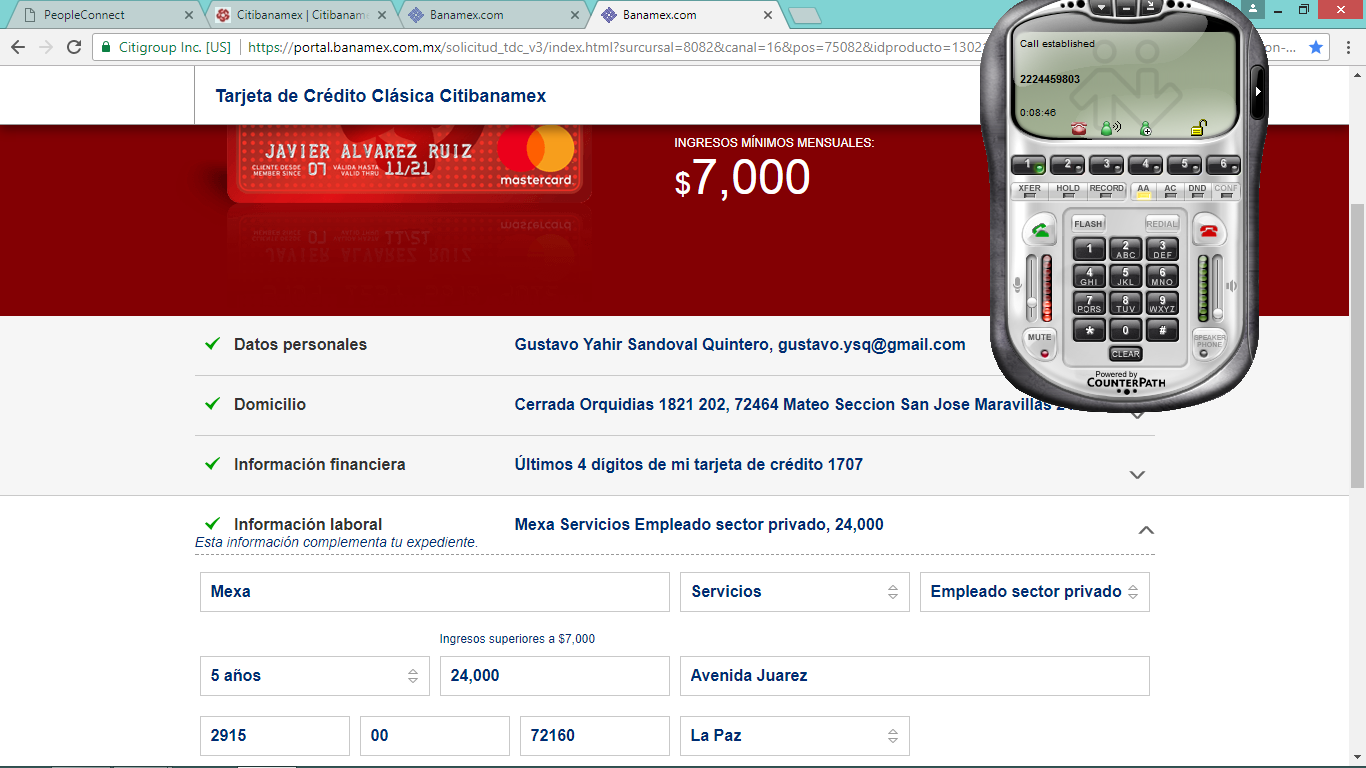 PeopleConnect
Citibanamex | Citibanam
Banamex.com
Banamex.com
Citigroup Inc. [US]
https://portal.banamex.com.mx/solicitud_tdc_v3/index.html?surcursal=8082&canal=16&pos=75082&idproducto=1302
on-...
Tarjeta de Crédito Clásica Citibanamex
JAVIER ALVAREZ RUIZ
CLIENTE DESDE
MEMBER SINCE
07
VÁLIDA HASTA
VALID THRU
11/21
mastercard
INGRESOS MÍNIMOS MENSUALES:
$7,000
Call established
2224459803
0:08:46
1 2 3 4 5 6
XFER HOLD RECORD AA AC DND CONF
FLASH REDIAL
1 2 ABC 3 DEF
4 GHI 5 JKL 6 MNO
7 PQRS 8 TUV 9 WXYZ
* 0 #
MUTE
SPEAKER PHONE
CLEAR
Powered by
COUNTERPATH
Datos personales
Gustavo Yahir Sandoval Quintero, gustavo.ysq@gmail.com
Domicilio
Cerrada Orquidias 1821 202, 72464 Mateo Seccion San Jose Maravillas
Información financiera
Últimos 4 dígitos de mi tarjeta de crédito 1707
Información laboral
Mexa Servicios Empleado sector privado, 24,000
Esta información complementa tu expediente.
Mexa
Servicios
Empleado sector privado
Ingresos superiores a $7,000
5 años
24,000
Avenida Juarez
2915
00
72160
La Paz